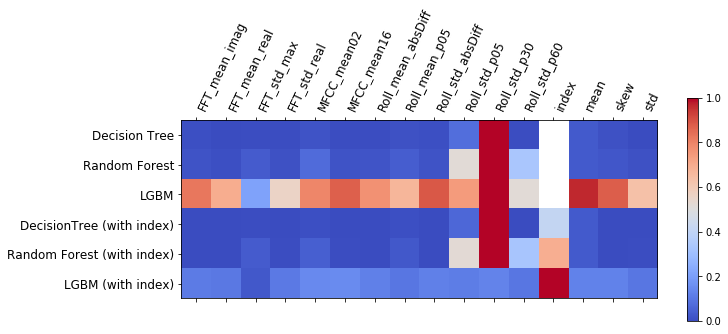 FFT_mean_imag
FFT_mean_real
FFT_std_max
FFT_std_real
MFCC_mean02
MFCC_mean16
Roll_mean_absDiff
Roll_mean_p05
Roll_std_absDiff
Roll_std_p05
Roll_std_p30
Roll_std_p60
index
mean
skew
std
Decision Tree
Random Forest
LGBM
DecisionTree (with index)
Random Forest (with index)
LGBM (with index)
1.0
0.8
0.6
0.4
0.2
0.0